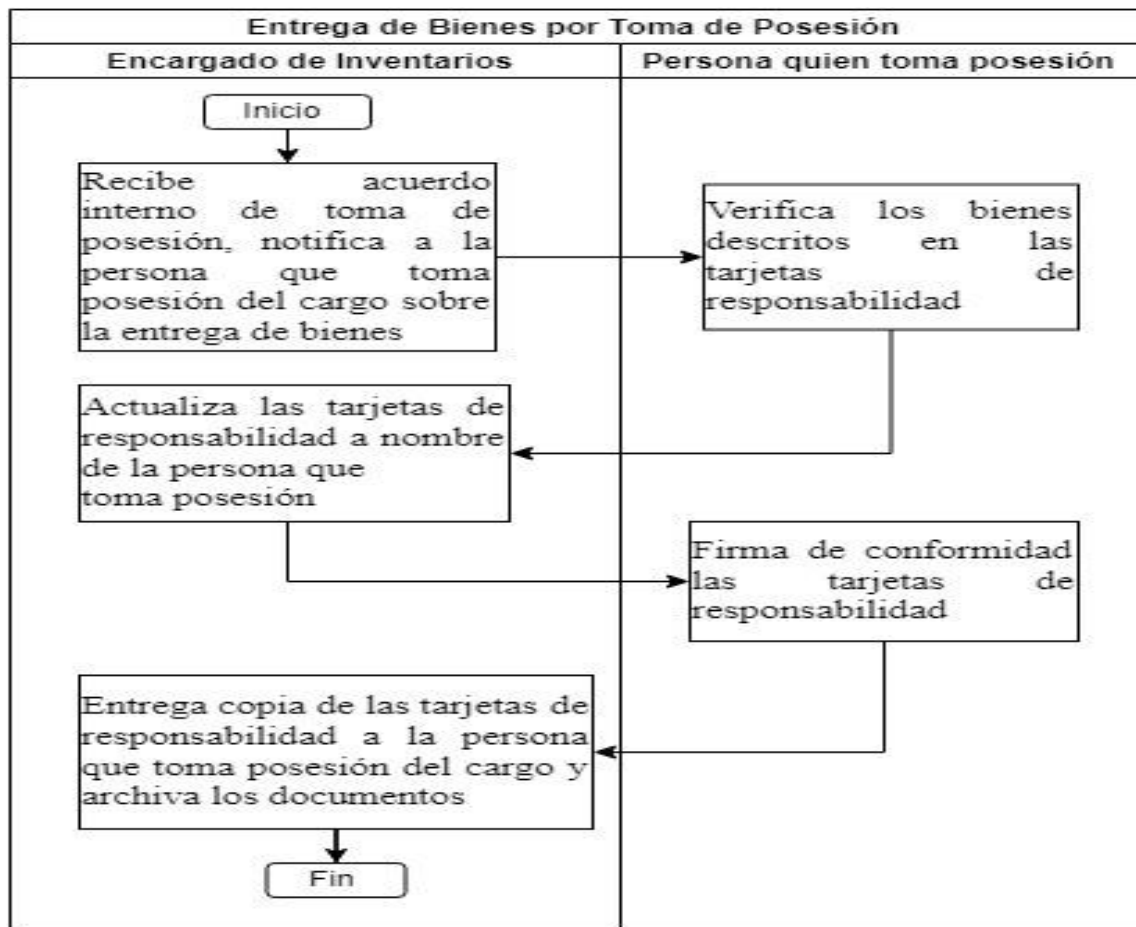 Entrega de Bienes por Toma de Posesión
Encargado de Inventarios
Persona quien toma posesión
Inicio
Recibe acuerdo
interno de toma de
posesión, notifica a la
persona que toma
posesión del cargo sobre
la entrega de bienes
Verifica los bienes
descritos en las
tarjetas de
responsabilidad
Actualiza las tarjetas de
responsabilidad a nombre
de la persona que
toma posesión
Firma de conformidad
las tarjetas de
responsabilidad
Entrega copia de las tarjetas de
responsabilidad a la persona
que toma posesión del cargo y
archiva los documentos
Fin